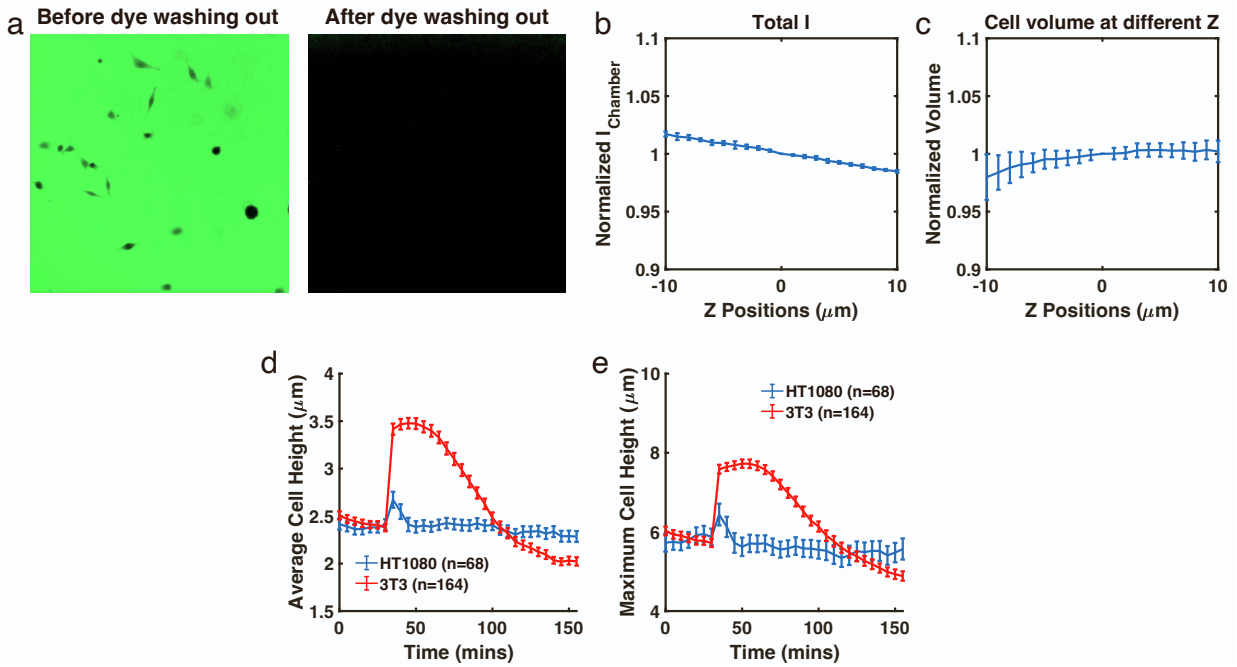 a
Before dye washing out
After dye washing out
b
Total I
Normalized I_Chamber
1.1
1.05
1
0.95
0.9
-10
0
10
Z Positions (μm)
c
Cell volume at different Z
Normalized Volume
1.1
1.05
1
0.95
0.9
-10
0
10
Z Positions (μm)
d
Average Cell Height (μm)
4
3.5
3
2.5
2
1.5
HT1080 (n=68)
3T3 (n=164)
0
50
100
150
Time (mins)
e
Maximum Cell Height (μm)
10
8
6
4
HT1080 (n=68)
3T3 (n=164)
0
50
100
150
Time (mins)